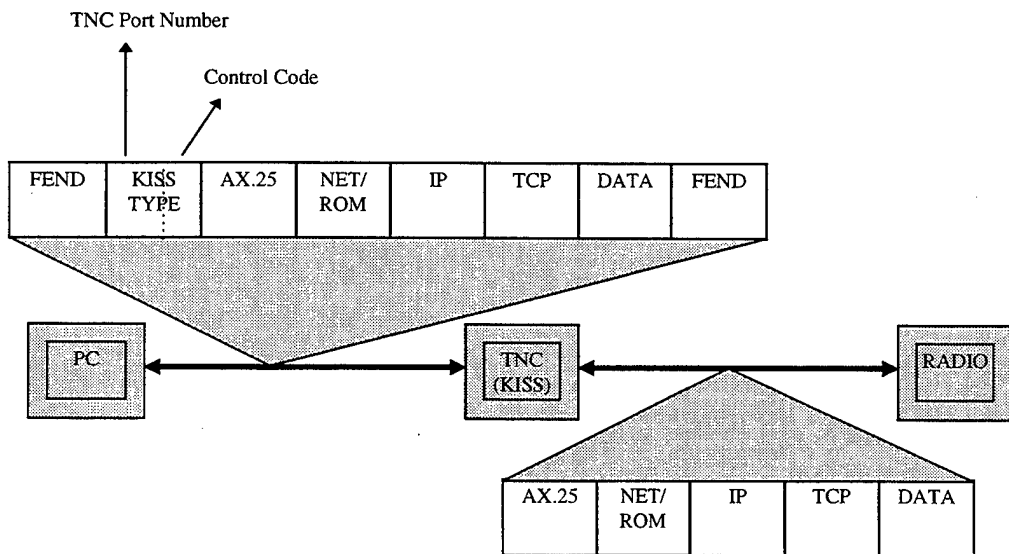 TNC Port Number
Control Code
FEND KISS TYPE AX.25 NET/ROM IP TCP DATA FEND
PC TNC (KISS) RADIO
AX.25 NET/ROM IP TCP DATA